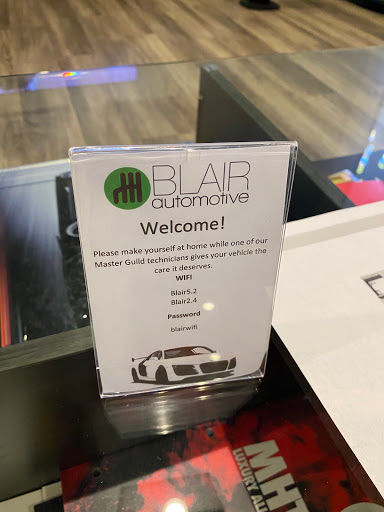 BLAIR
automotive
Welcome!
Please make yourself at home while one of our
Master Guild technicians gives your vehicle the
care it deserves.
WIFI
Blair5.2
Blair2.4
Password
blairwifi
MHT